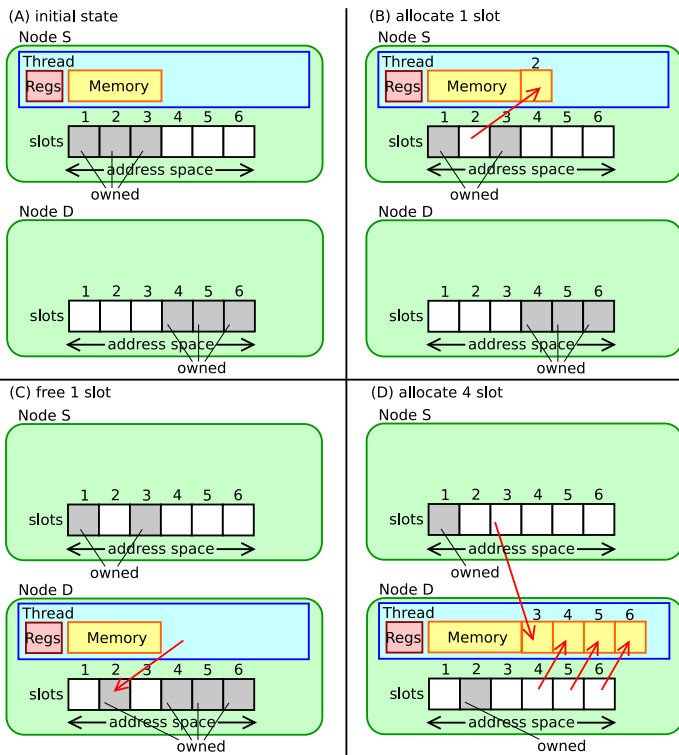 (A) initial state
Node S
Thread
Regs Memory
1 2 3 4 5 6
slots
address space
owned
Node D
1 2 3 4 5 6
slots
address space
owned
(B) allocate 1 slot
Node S
Thread 2
Regs Memory
1 2 3 4 5 6
slots
address space
owned
Node D
1 2 3 4 5 6
slots
address space
owned
(C) free 1 slot
Node S
1 2 3 4 5 6
slots
address space
owned
Node D
Thread
Regs Memory
1 2 3 4 5 6
slots
address space
owned
(D) allocate 4 slot
Node S
1 2 3 4 5 6
slots
address space
owned
Node D
Thread 3 4 5 6
Regs Memory
1 2 3 4 5 6
slots
address space
owned